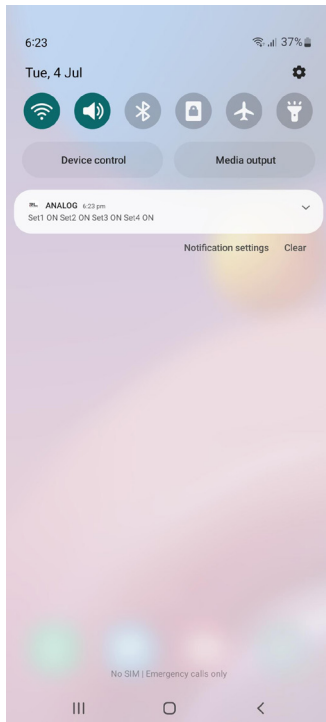 6:23 37%
Tue, 4 Jul
Device control Media output
ANALOG 6:23 pm
Set1 ON Set2 ON Set3 ON Set4 ON
Notification settings Clear
No SIM | Emergency calls only